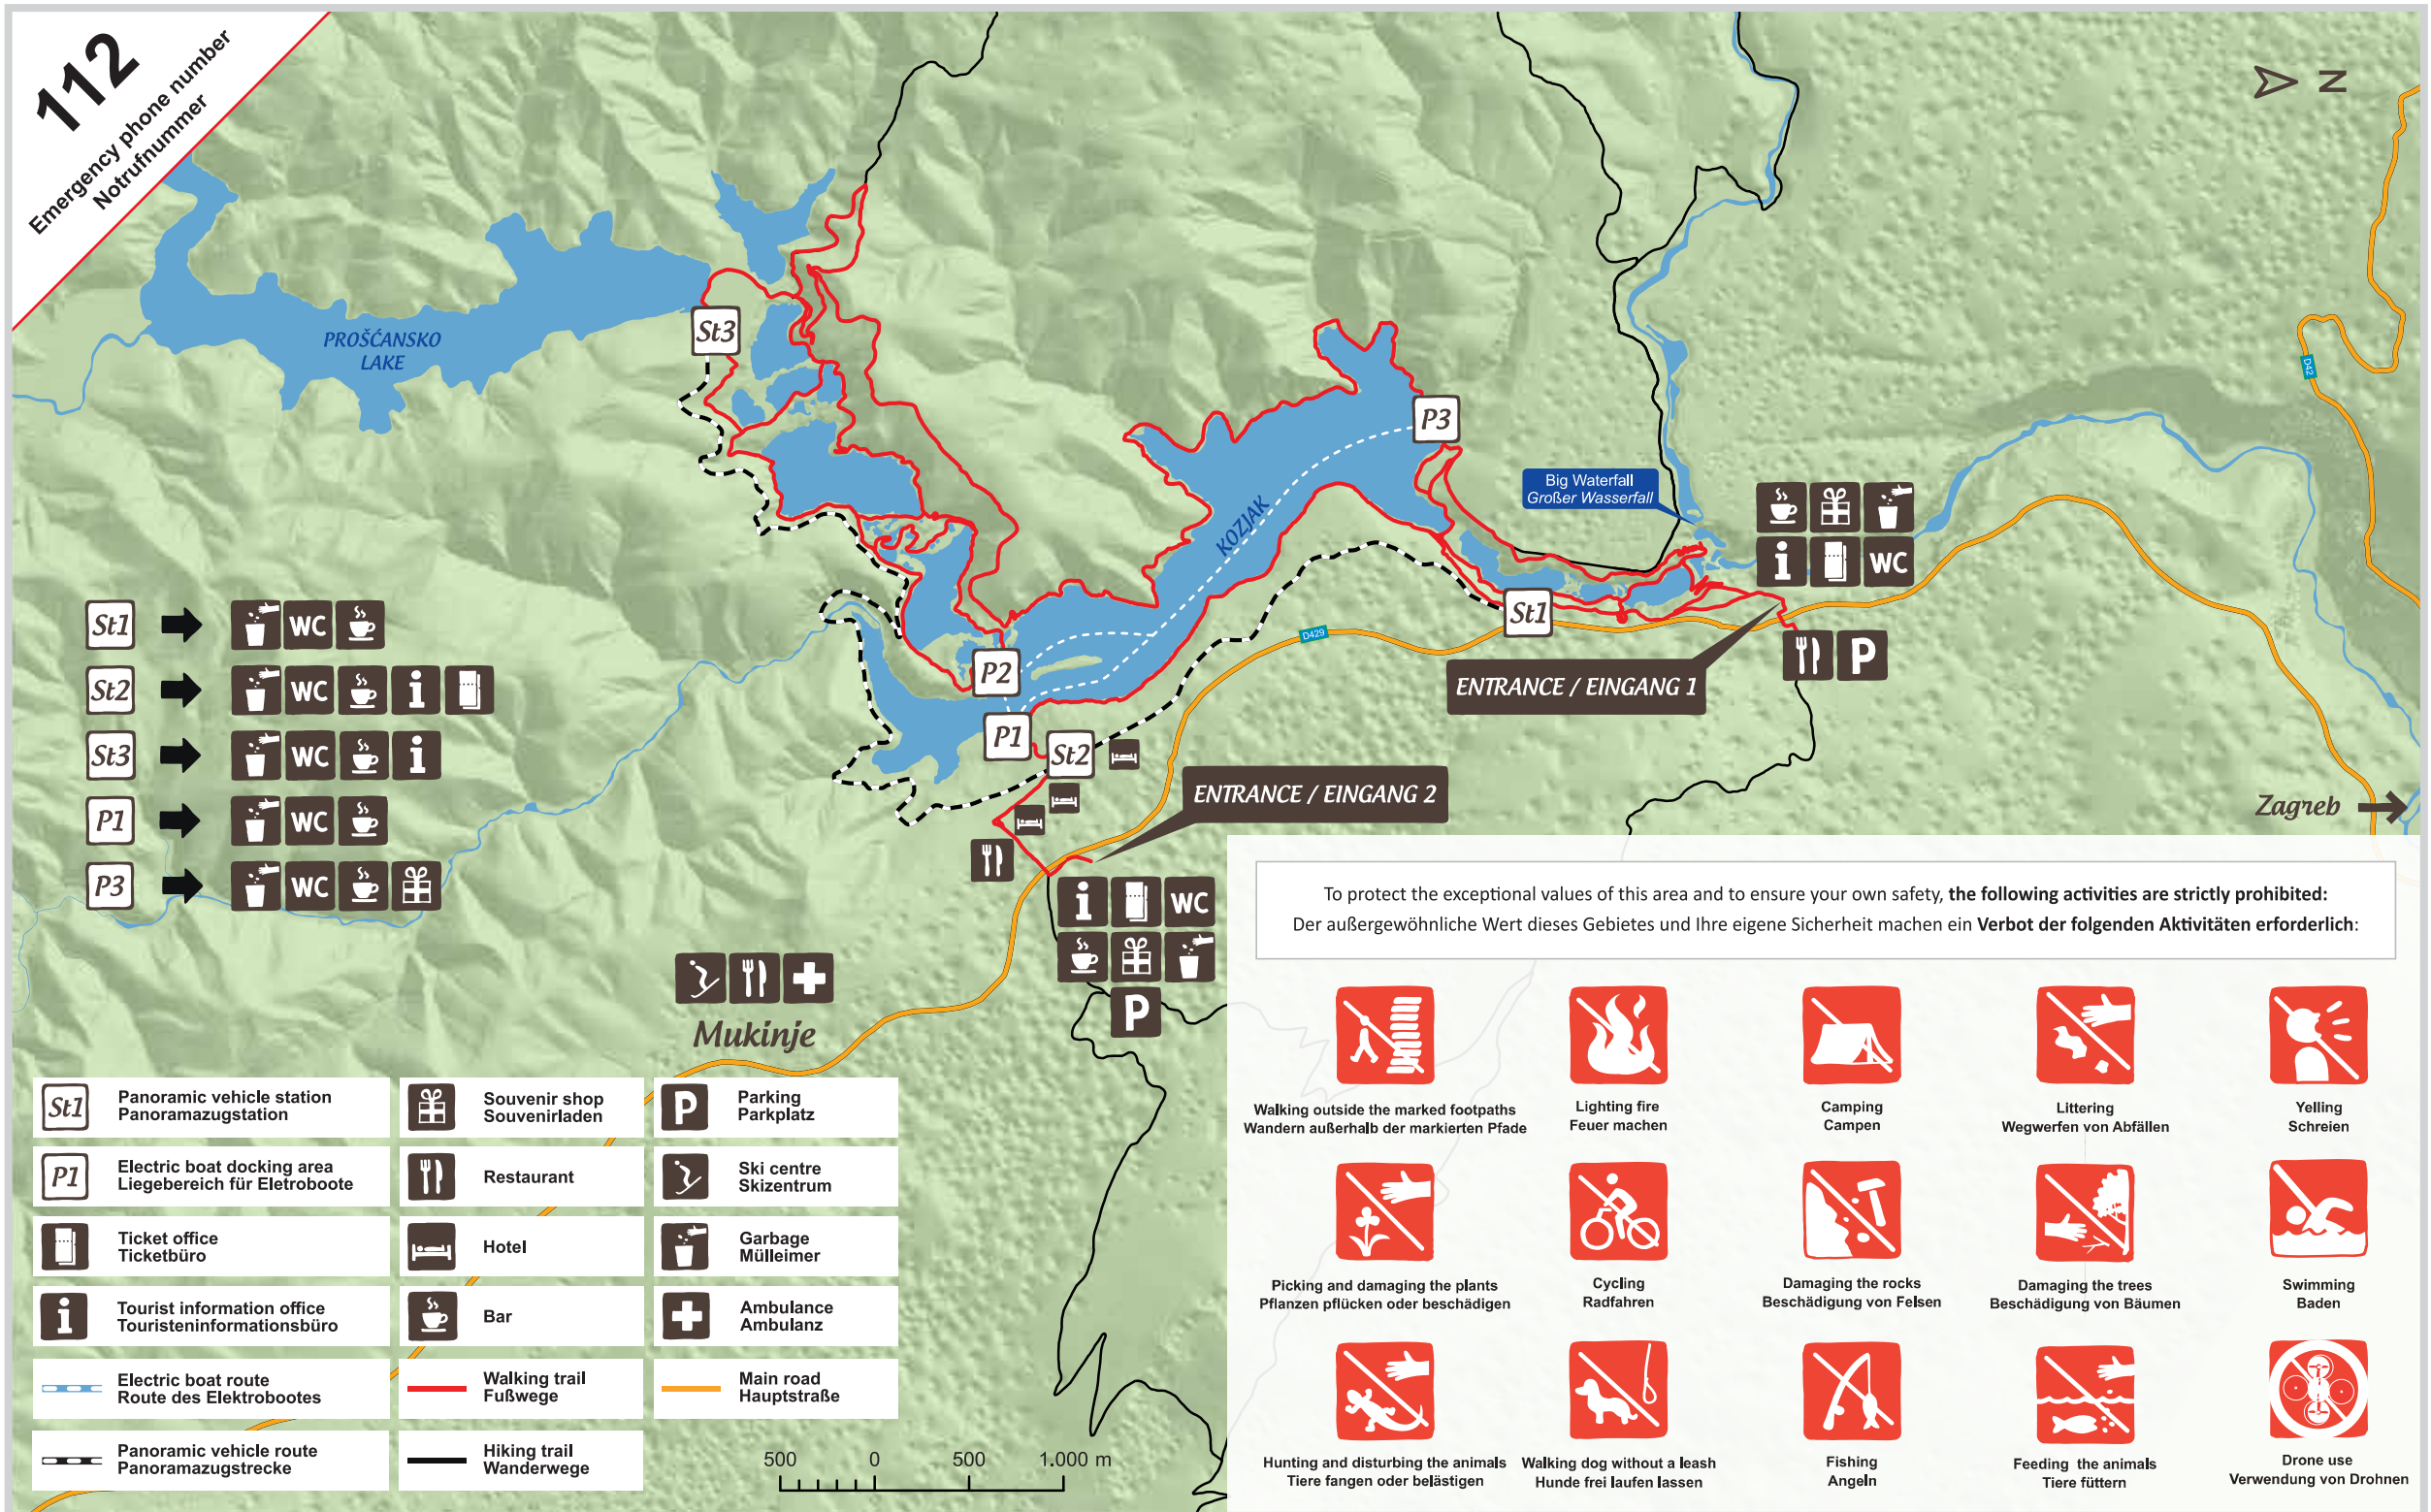 112
Emergency phone number
Notrufnummer
N
PROŠĆANSKO
LAKE
St3
P3
D42
Big Waterfall
Großer Wasserfall
KOZJAK
WC
St1
D429
P2
P
ENTRANCE / EINGANG 1
P1
St2
ENTRANCE / EINGANG 2
Zagreb
St1
WC
St2
WC
St3
WC
P1
WC
P3
WC
WC
P
Mukinje
St1
Panoramic vehicle station
Panoramazugstation
P1
Electric boat docking area
Liegebereich für Eletroboote
Ticket office
Ticketbüro
Tourist information office
Touristeninformationsbüro
Electric boat route
Route des Elektrobootes
Panoramic vehicle route
Panoramazugstrecke
Souvenir shop
Souvenirladen
Restaurant
Hotel
Bar
Walking trail
Fußwege
Hiking trail
Wanderwege
P
Parking
Parkplatz
Ski centre
Skizentrum
Garbage
Mülleimer
Ambulance
Ambulanz
Main road
Hauptstraße
500 0 500 1.000 m
To protect the exceptional values of this area and to ensure your own safety, the following activities are strictly prohibited:
Der außergewöhnliche Wert dieses Gebietes und Ihre eigene Sicherheit machen ein Verbot der folgenden Aktivitäten erforderlich:
Walking outside the marked footpaths
Wandern außerhalb der markierten Pfade
Lighting fire
Feuer machen
Camping
Campen
Littering
Wegwerfen von Abfällen
Yelling
Schreien
Picking and damaging the plants
Pflanzen pflücken oder beschädigen
Cycling
Radfahren
Damaging the rocks
Beschädigung von Felsen
Damaging the trees
Beschädigung von Bäumen
Swimming
Baden
Hunting and disturbing the animals
Tiere fangen oder belästigen
Walking dog without a leash
Hunde frei laufen lassen
Fishing
Angeln
Feeding the animals
Tiere füttern
Drone use
Verwendung von Drohnen